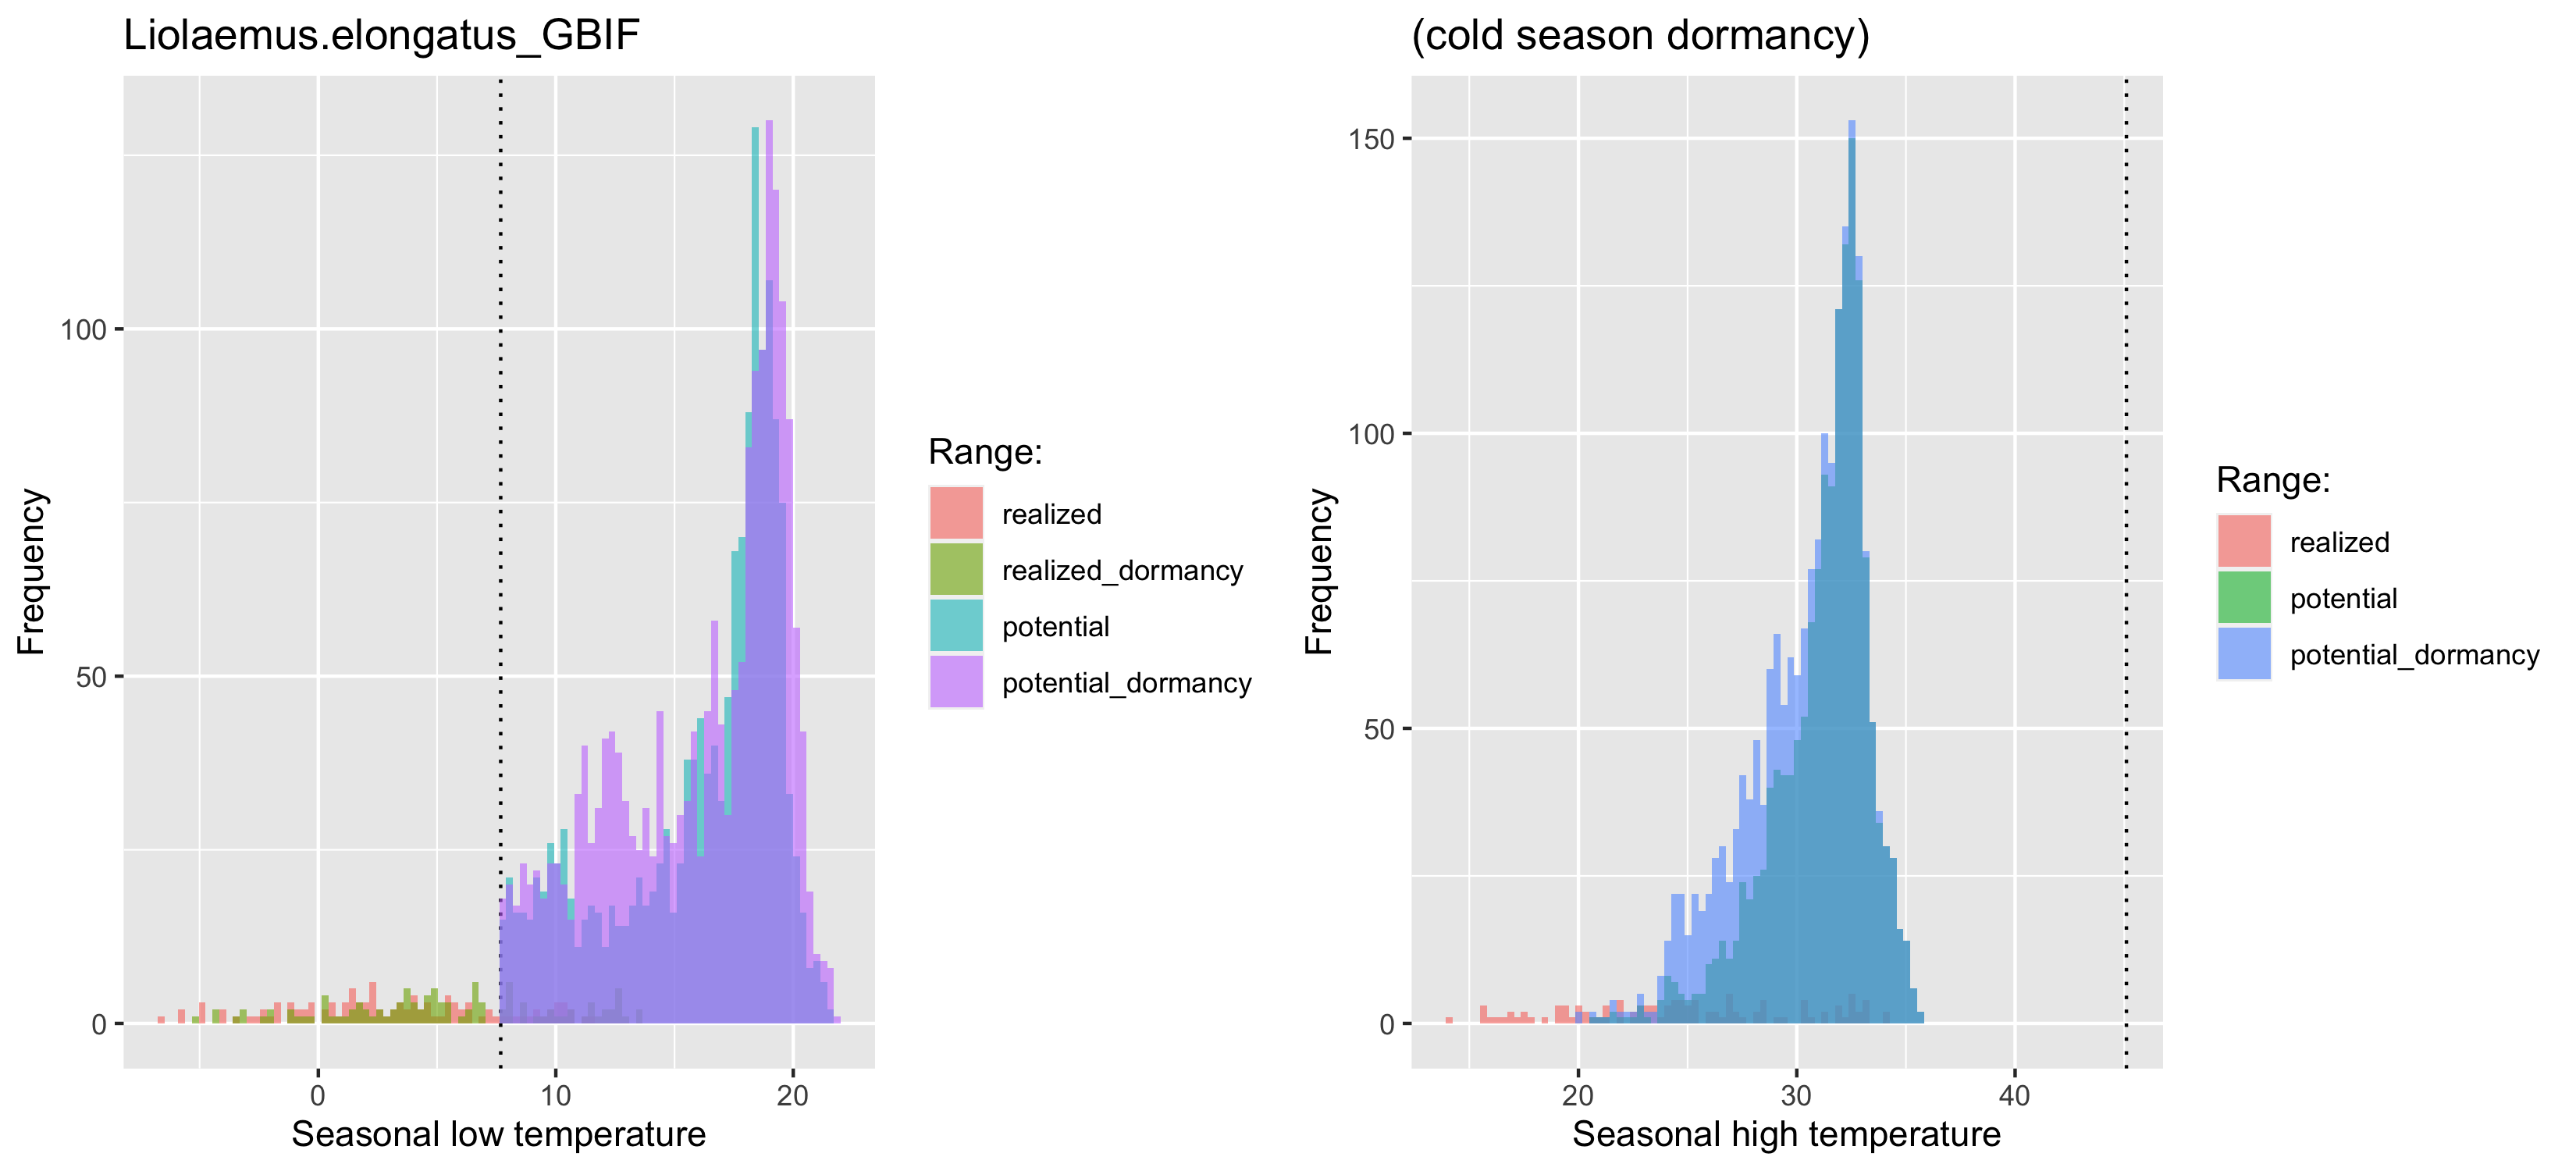 Liolaemus.elongatus_GBIF
Frequency
100
50
0
0
10
20
Seasonal low temperature
Range:
realized
realized_dormancy
potential
potential_dormancy
(cold season dormancy)
Frequency
150
100
50
0
20
30
40
Seasonal high temperature
Range:
realized
potential
potential_dormancy